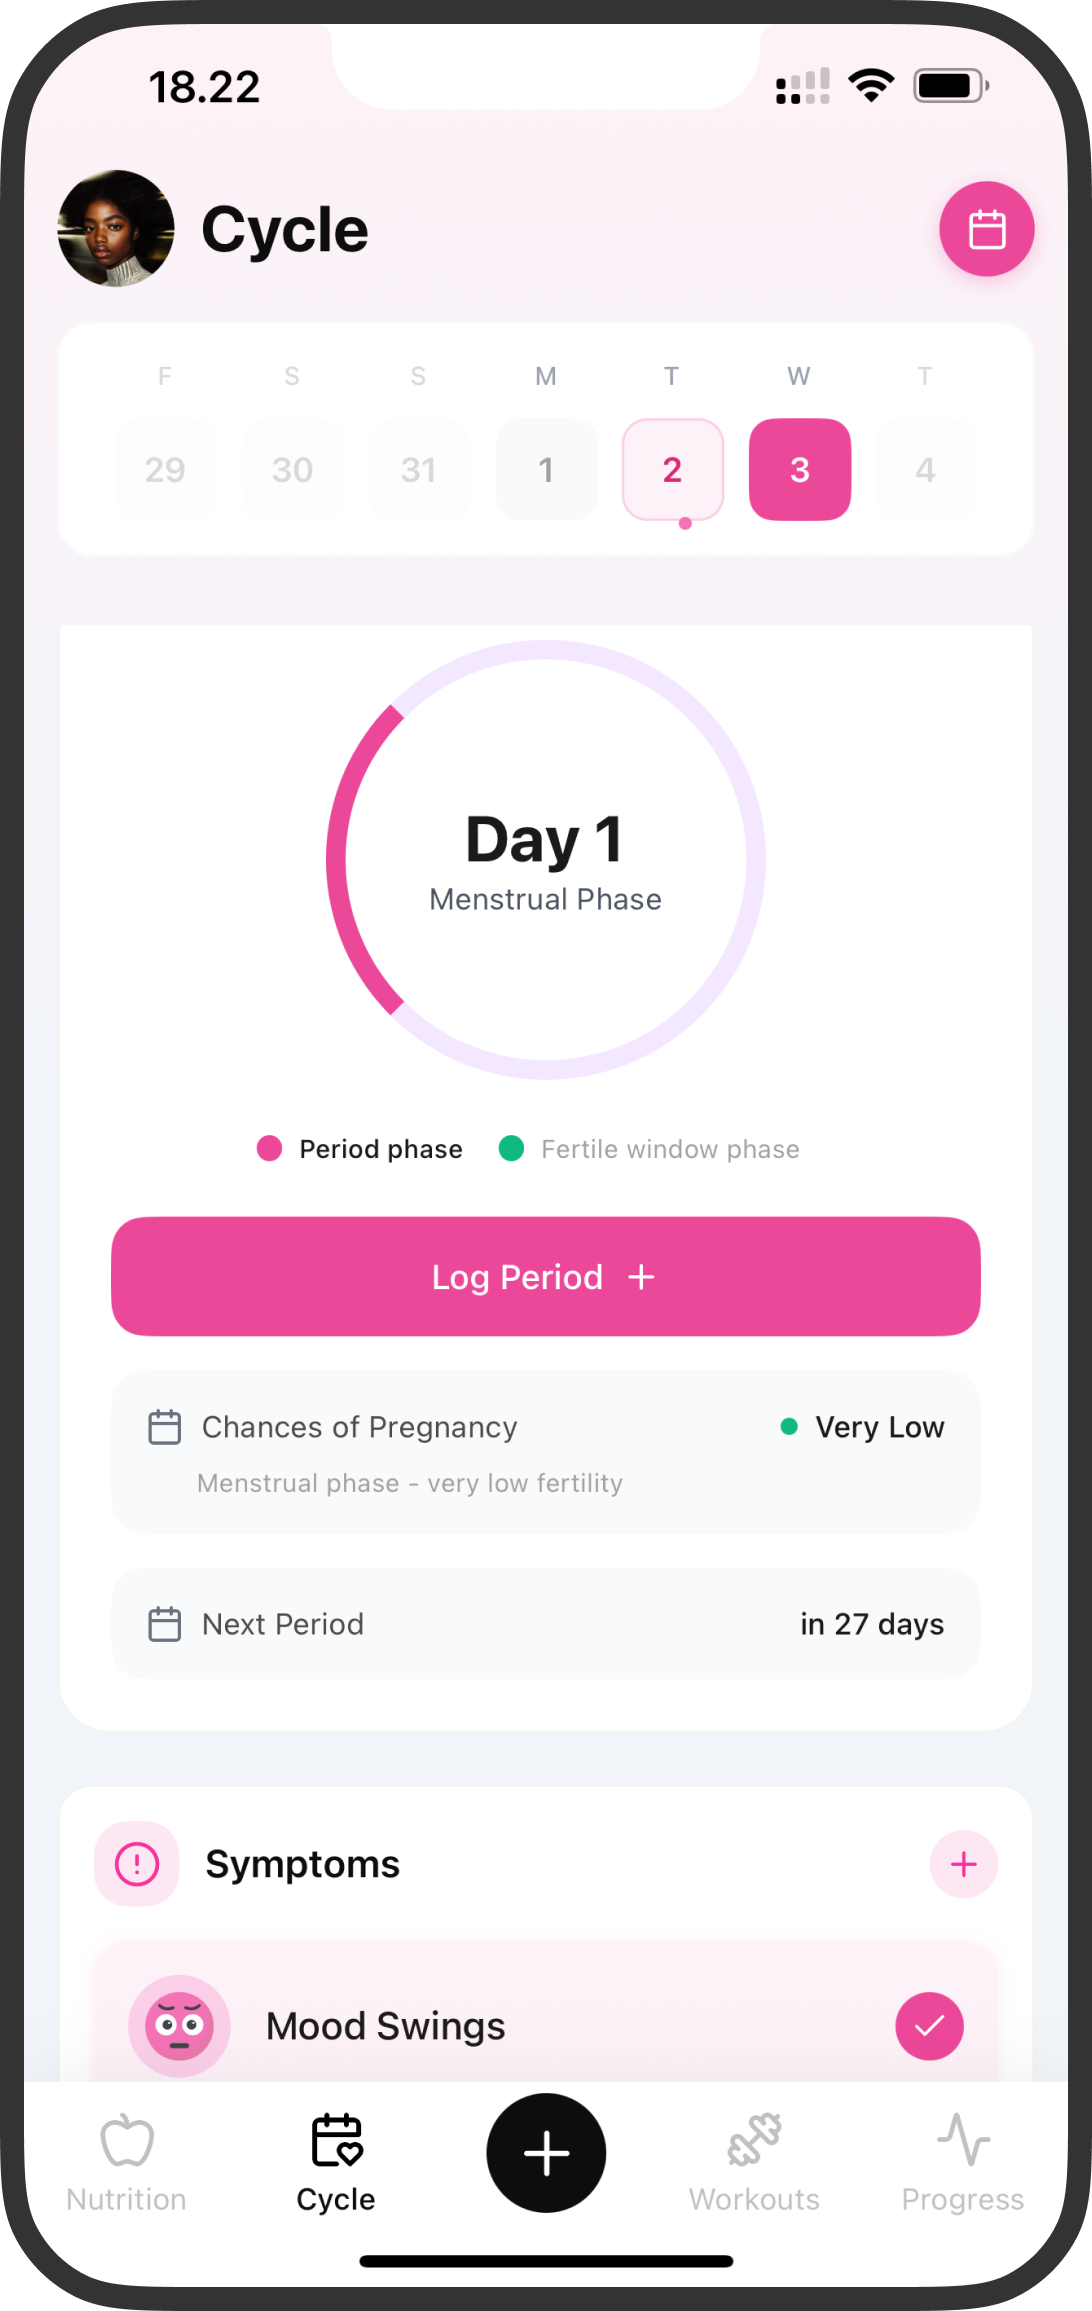 18.22
Cycle
F S S M T W T
29 30 31 1 2 3 4
Day 1
Menstrual Phase
Period phase Fertile window phase
Log Period +
Chances of Pregnancy Very Low
Menstrual phase - very low fertility
Next Period in 27 days
Symptoms
Mood Swings
Nutrition Cycle Workouts Progress